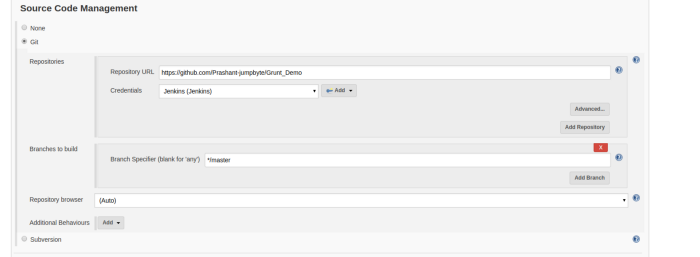 Source Code Management
None
Git
Repositories
Repository URL https://github.com/Prashant-jumpbyte/Grunt_Demo
Credentials Jenkins (Jenkins) Add
Advanced...
Add Repository
Branches to build
X
Branch Specifier (blank for 'any') */master
Add Branch
Repository browser (Auto)
Additional Behaviours Add
Subversion